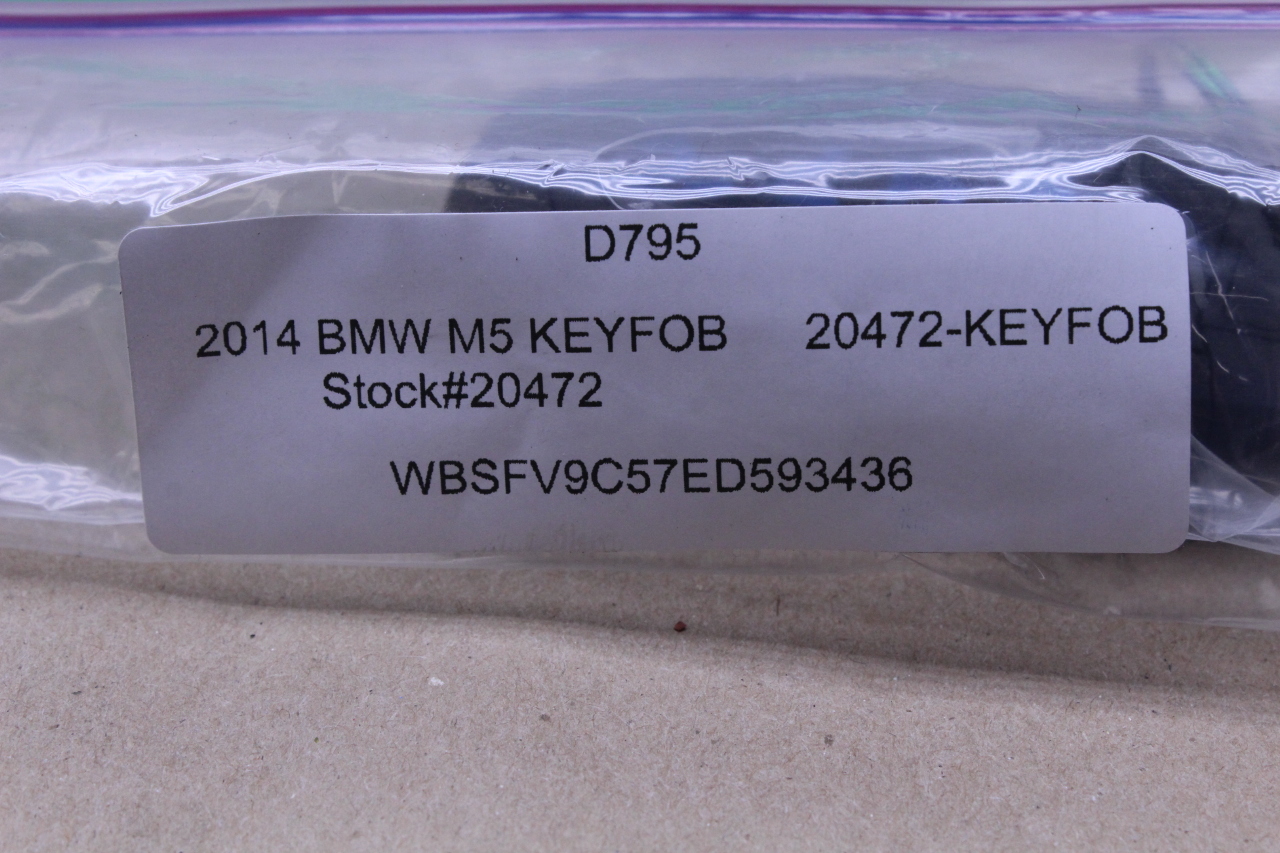 D795
2014 BMW M5 KEYFOB 20472-KEYFOB
Stock#20472
WBSFV9C57ED593436